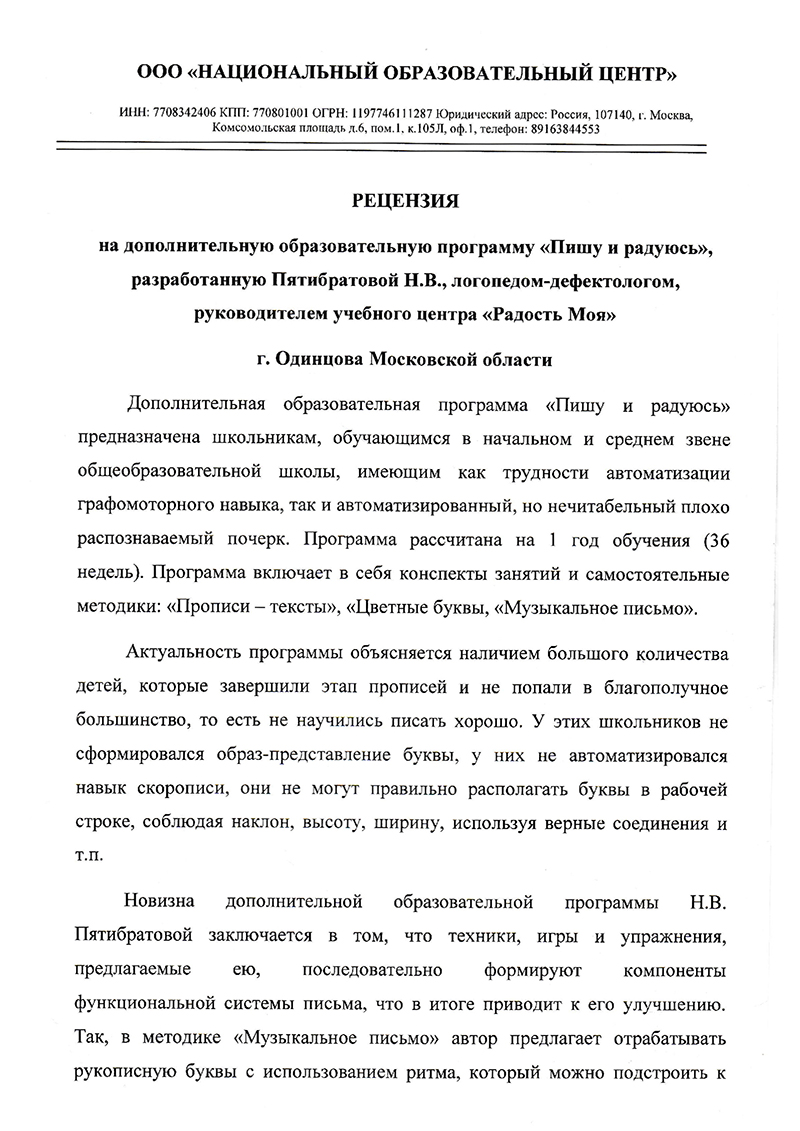 ООО «НАЦИОНАЛЬНЫЙ ОБРАЗОВАТЕЛЬНЫЙ ЦЕНТР»
ИНН: 7708342406 КПП: 770801001 ОГРН: 1197746111287 Юридический адрес: Россия, 107140, г. Москва,
Комсомольская площадь д.6, пом.1, к.105Л, оф.1, телефон: 89163844553
РЕЦЕНЗИЯ
на дополнительную образовательную программу «Пишу и радуюсь»,
разработанную Пятибратовой Н.В., логопедом-дефектологом,
руководителем учебного центра «Радость Моя»
г. Одинцова Московской области
Дополнительная образовательная программа «Пишу и радуюсь»
предназначена школьникам, обучающимся в начальном и среднем звене
общеобразовательной школы, имеющим как трудности автоматизации
графомоторного навыка, так и автоматизированный, но нечитабельный плохо
распознаваемый почерк. Программа рассчитана на 1 год обучения (36
недель). Программа включает в себя конспекты занятий и самостоятельные
методики: «Прописи – тексты», «Цветные буквы, «Музыкальное письмо».
Актуальность программы объясняется наличием большого количества
детей, которые завершили этап прописей и не попали в благополучное
большинство, то есть не научились писать хорошо. У этих школьников не
сформировался образ-представление буквы, у них не автоматизировался
навык скорописи, они не могут правильно располагать буквы в рабочей
строке, соблюдая наклон, высоту, ширину, используя верные соединения и
т.п.
Новизна дополнительной образовательной программы Н.В.
Пятибратовой заключается в том, что техники, игры и упражнения,
предлагаемые ею, последовательно формируют компоненты
функциональной системы письма, что в итоге приводит к его улучшению.
Так, в методике «Музыкальное письмо» автор предлагает отрабатывать
рукописную буквы с использованием ритма, который можно подстроить к